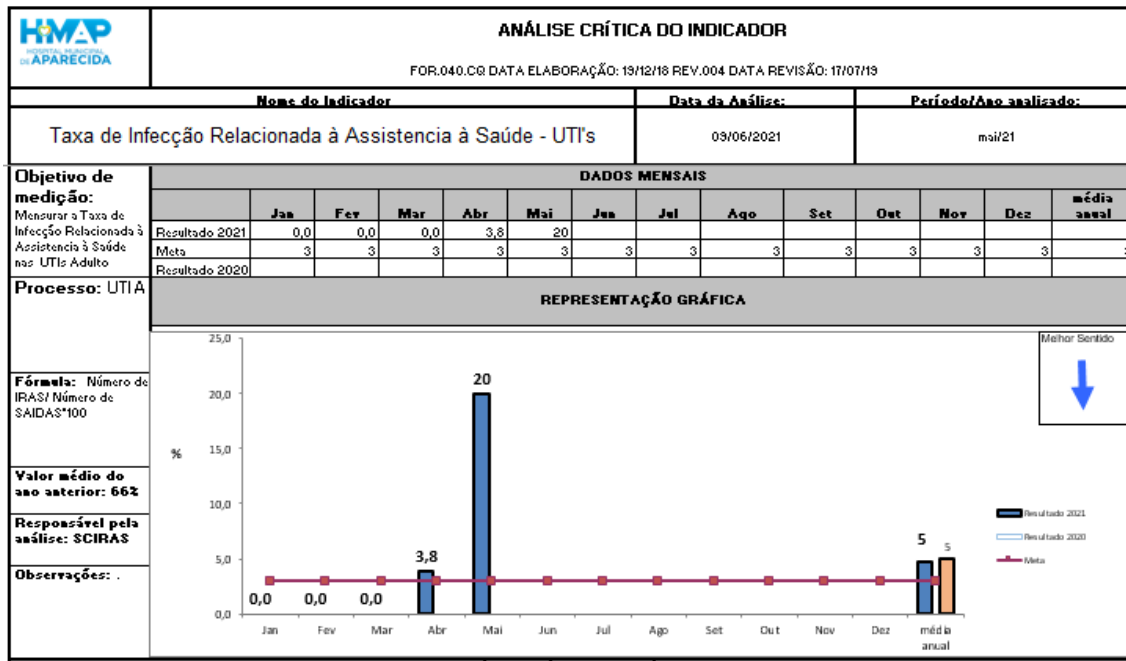 HMAP
HOSPITAL MUNICIPAL
DE APARECIDA
ANÁLISE CRÍTICA DO INDICADOR
FOR.040.CQ DATA ELABORAÇÃO: 19/12/18 REV.004 DATA REVISÃO: 17/07/19
Nome do Indicador Data da Análise: Período/Ano analisado:
Taxa de Infecção Relacionada à Assistencia à Saúde - UTI's 09/06/2021 mai/21
Objetivo de
medição:
Mensurar a Taxa de
Infecção Relacionada à
Assistencia à Saúde
nas UTIs Adulto
DADOS MENSAIS
Jan Fev Mar Abr Mai Jun Jul Ago Set Out Nov Dez média anual
Resultado 2021 0,0 0,0 0,0 3,8 20
Meta 3 3 3 3 3 3 3 3 3 3 3 3
Resultado 2020
Processo: UTI A
REPRESENTAÇÃO GRÁFICA
Fórmula: Número de
IRAS/ Número de
SAIDAS*100
Valor médio do
ano anterior: 66%
Responsável pela
análise: SCIRAS
Observações: .
Melhor Sentido
25,0
20,0
15,0
10,0
5,0
0,0
%
0,0 0,0 0,0 3,8 20 5 5
Jan Fev Mar Abr Mai Jun Jul Ago Set Out Nov Dez média
anual
Resultado 2021
Resultado 2020
Meta